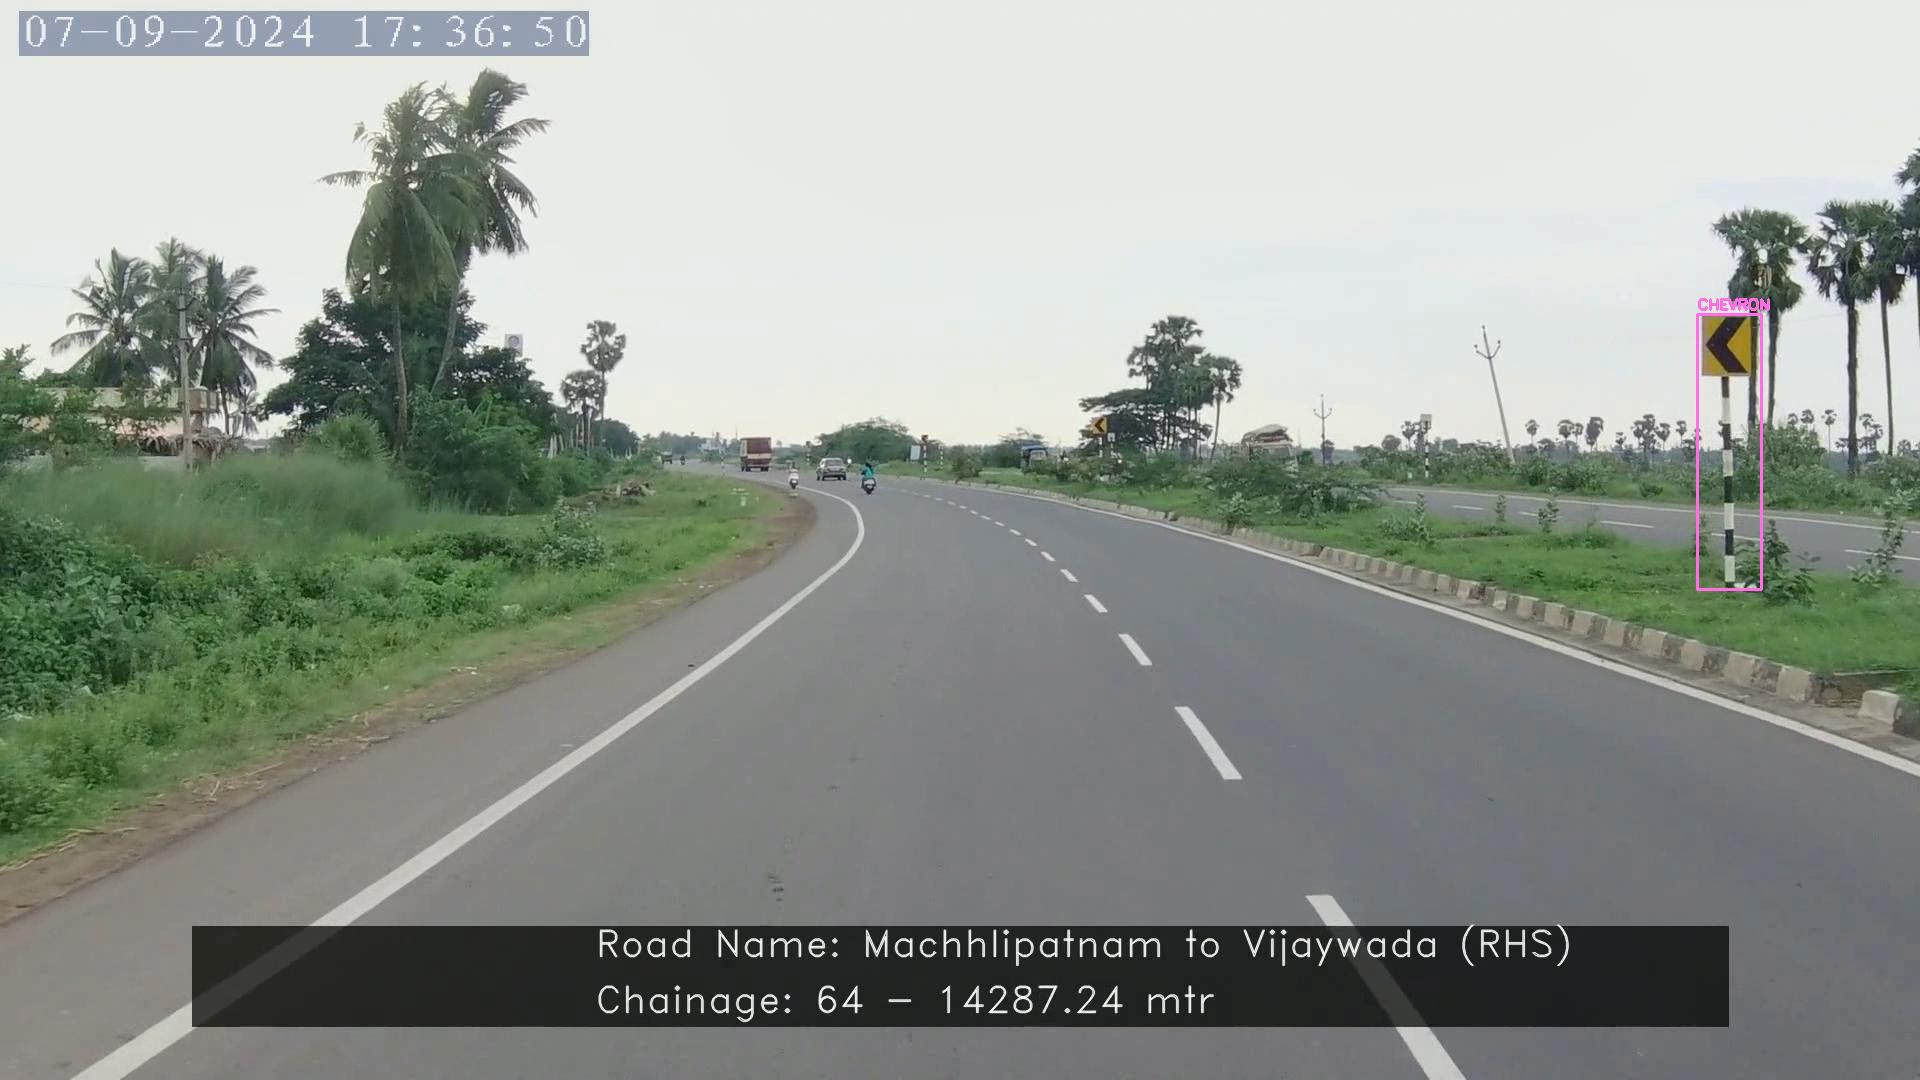 07-09-2024 17:36:50
CHEVRON
Road Name: Machhlipatnam to Vijaywada (RHS)
Chainage: 64 - 14287.24 mtr